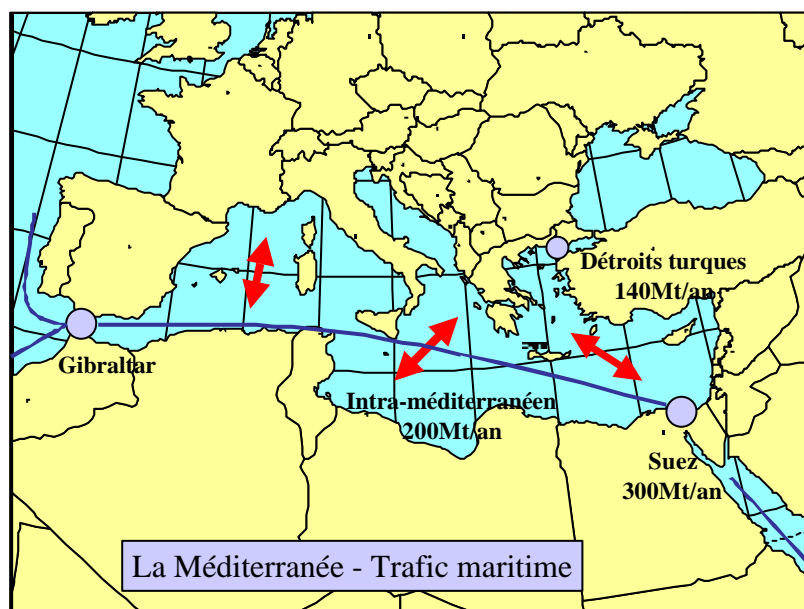 Détroits turques
140Mt/an
Gibraltar
Intra-méditerranéen
200Mt/an
Suez
300Mt/an
La Méditerranée - Trafic maritime